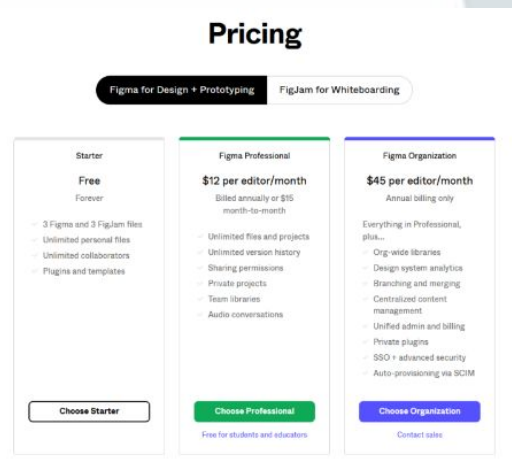 Pricing
Figma for Design + Prototyping
FigJam for Whiteboarding
Starter
Free
Forever
3 Figma and 3 FigJam files
Unlimited personal files
Unlimited collaborators
Plugins and templates
Choose Starter
Figma Professional
$12 per editor/month
Billed annually or $15
month-to-month
Unlimited files and projects
Unlimited version history
Sharing permissions
Private projects
Team libraries
Audio conversations
Choose Professional
Free for students and educators
Figma Organization
$45 per editor/month
Annual billing only
Everything in Professional,
plus...
Org-wide libraries
Design system analytics
Branching and merging
Centralized content
management
Unified admin and billing
Private plugins
SSO + advanced security
Auto-provisioning via SCIM
Choose Organization
Contact sales